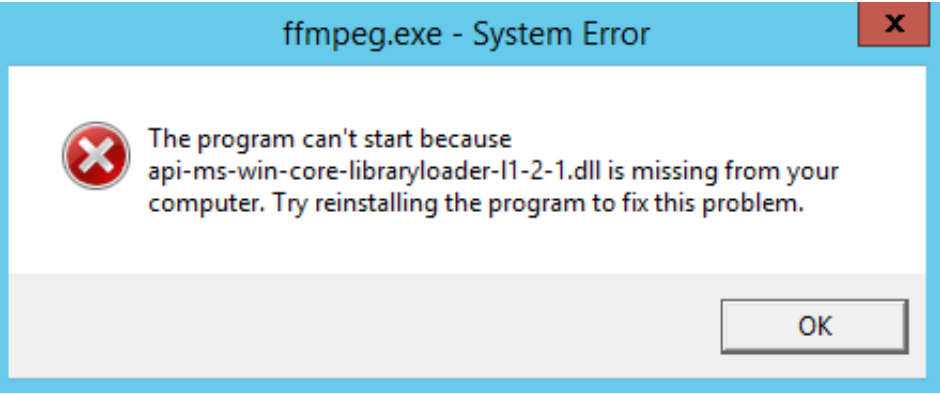 ffmpeg.exe - System Error
x
The program can't start because
api-ms-win-core-libraryloader-l1-2-1.dll is missing from your
computer. Try reinstalling the program to fix this problem.
OK